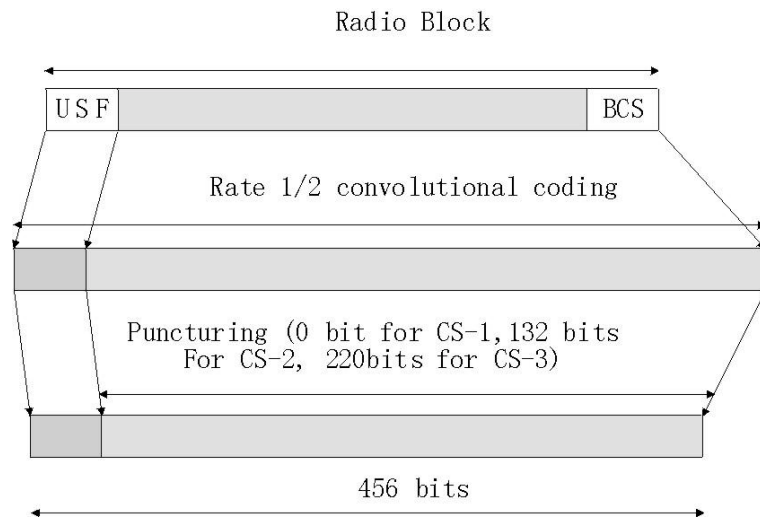 Radio Block
USF
BCS
Rate 1/2 convolutional coding
Puncturing (0 bit for CS-1,132 bits
For CS-2, 220bits for CS-3)
456 bits